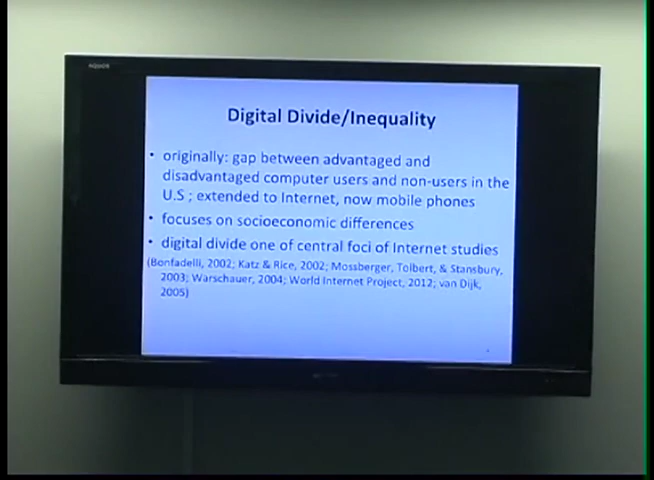 AQUOS
Digital Divide/Inequality
• originally: gap between advantaged and
disadvantaged computer users and non-users in the
U.S ; extended to Internet, now mobile phones
• focuses on socioeconomic differences
• digital divide one of central foci of Internet studies
(Bonfadelli, 2002; Katz & Rice, 2002; Mossberger, Tolbert, & Stansbury,
2003; Warschauer, 2004; World Internet Project, 2012; van Dijk,
2005)